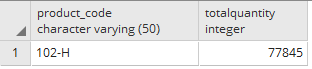 product_code totalquantity
character varying (50) integer
1 102-H 77845